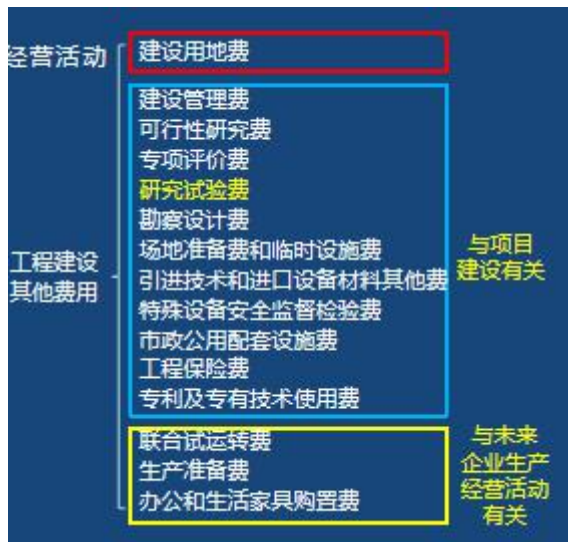 经营活动
建设用地费
建设管理费
可行性研究费
专项评价费
研究试验费
勘察设计费
场地准备费和临时设施费
引进技术和进口设备材料其他费
特殊设备安全监督检验费
市政公用配套设施费
工程保险费
专利及专有技术使用费
工程建设
其他费用
与项目
建设有关
联合试运转费
生产准备费
办公和生活家具购置费
与未来
企业生产
经营活动
有关